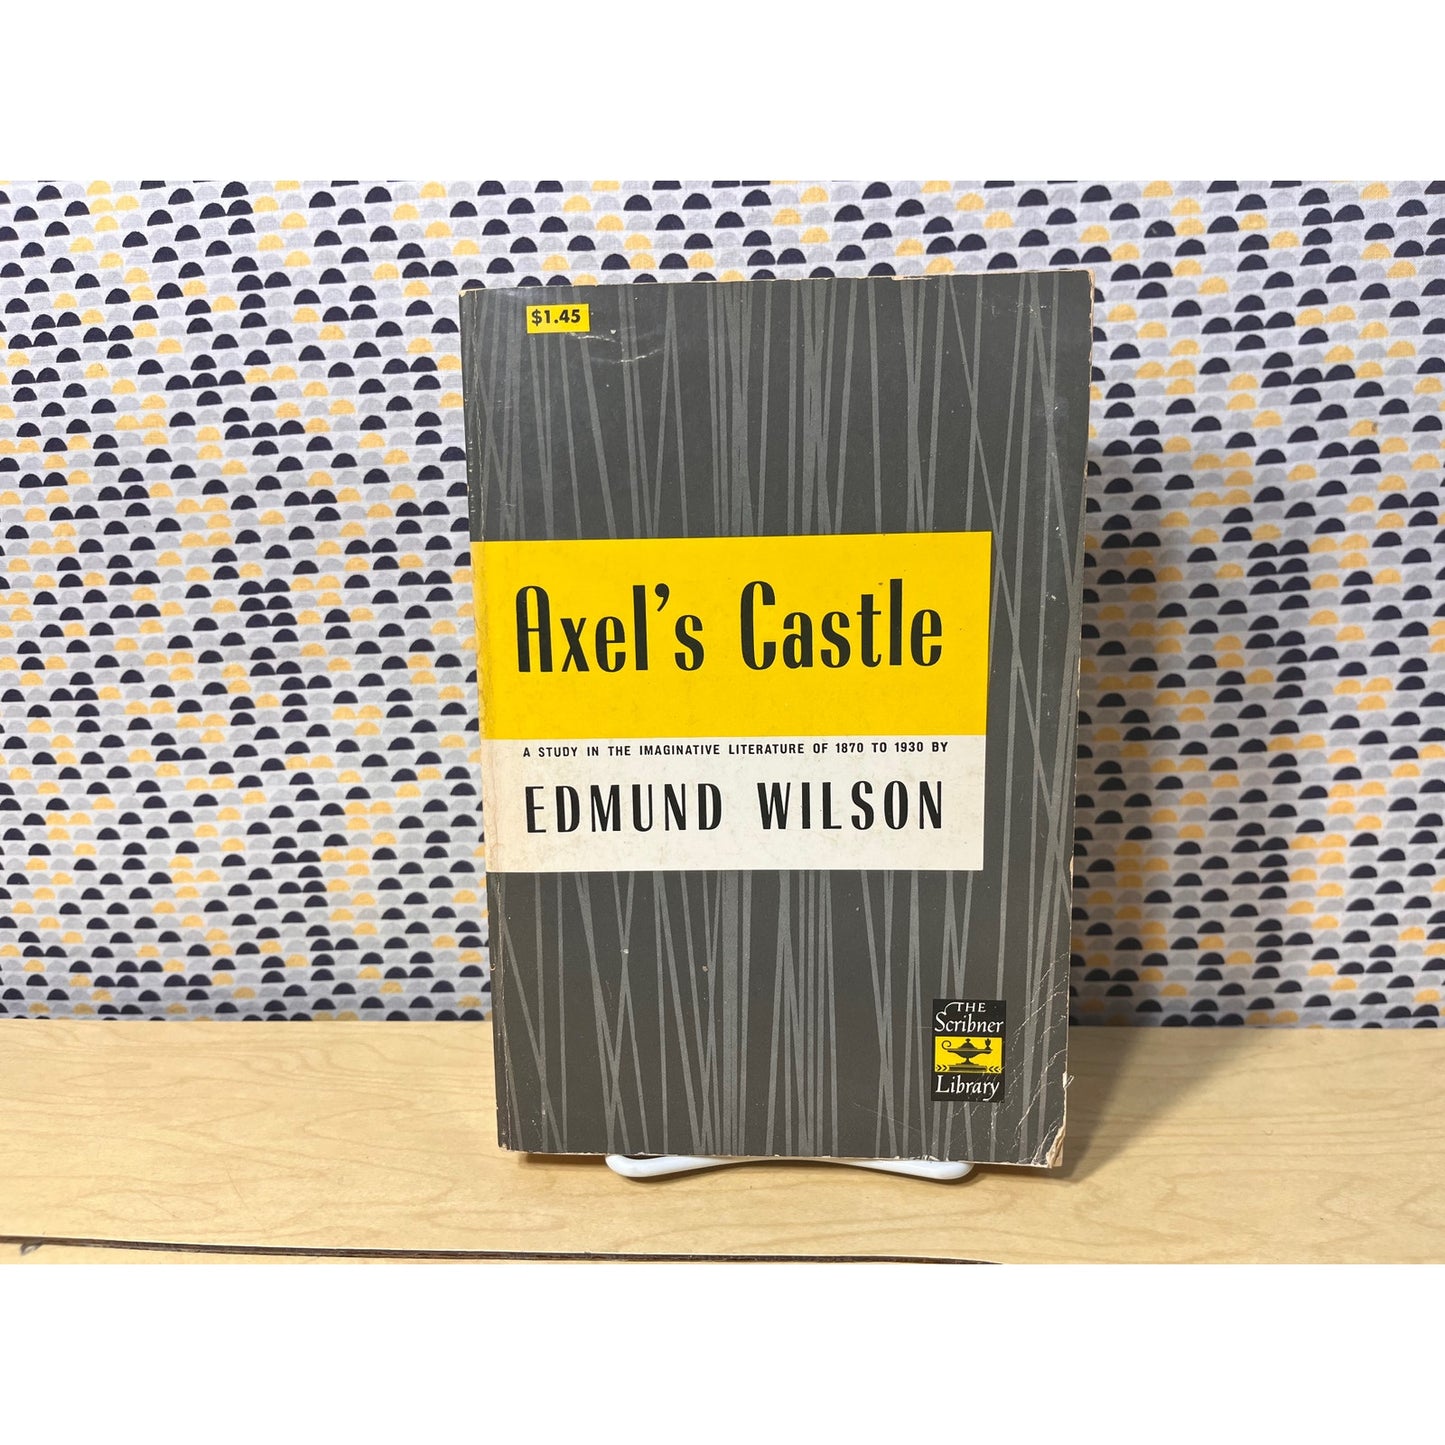 $1.45
Axel's Castle
A STUDY IN THE IMAGINATIVE LITERATURE OF 1870 TO 1930 BY
EDMUND WILSON
THE
Scribner
Library